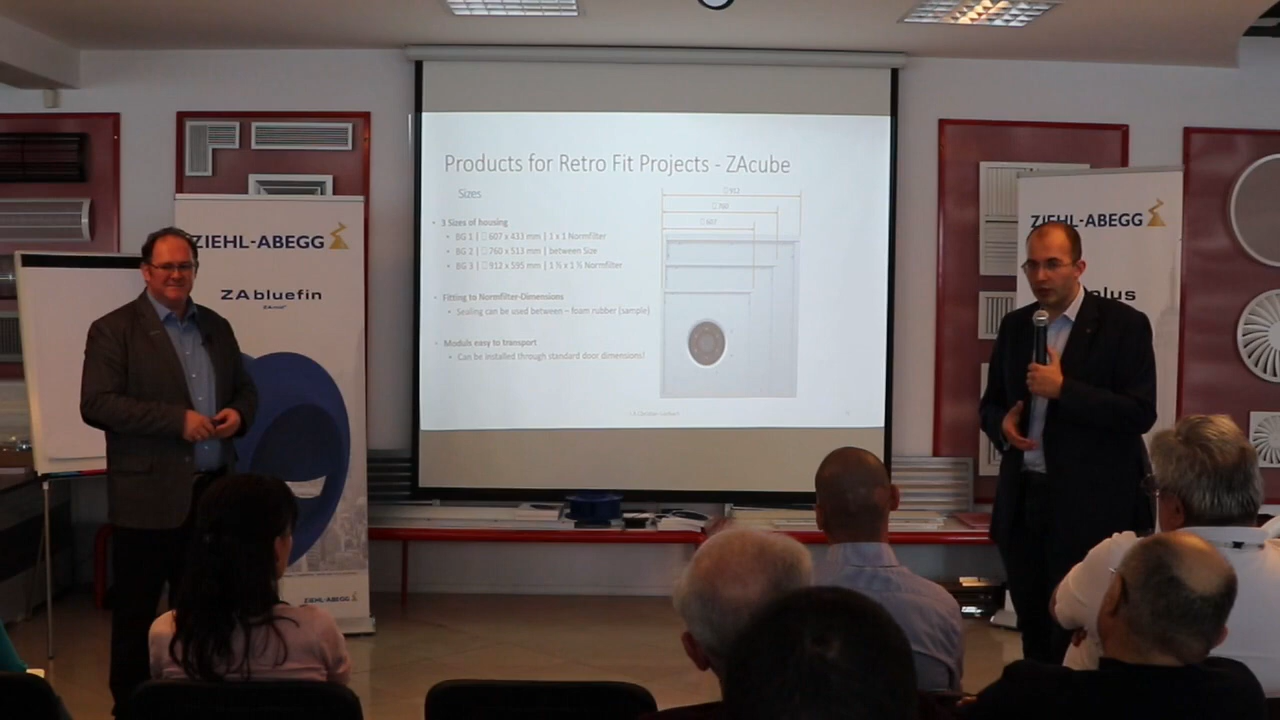 Products for Retro Fit Projects - ZAcube
Sizes
• 3 Sizes of housing
• BG 1 | □ 607 x 433 mm | 1 x 1 Normfilter
• BG 2 | □ 760 x 513 mm | between Size
• BG 3 | □ 912 x 595 mm | 1 ½ x 1 ½ Normfilter
• Fitting to Normfilter-Dimensions
• Sealing can be used between – foam rubber (sample)
• Moduls easy to transport
• Can be installed through standard door dimensions!
□ 912
□ 760
□ 607
ZIEHL-ABEGG
ZAbluefin
ZIEHL-ABEGG
ZIEHL-ABEGG
plus